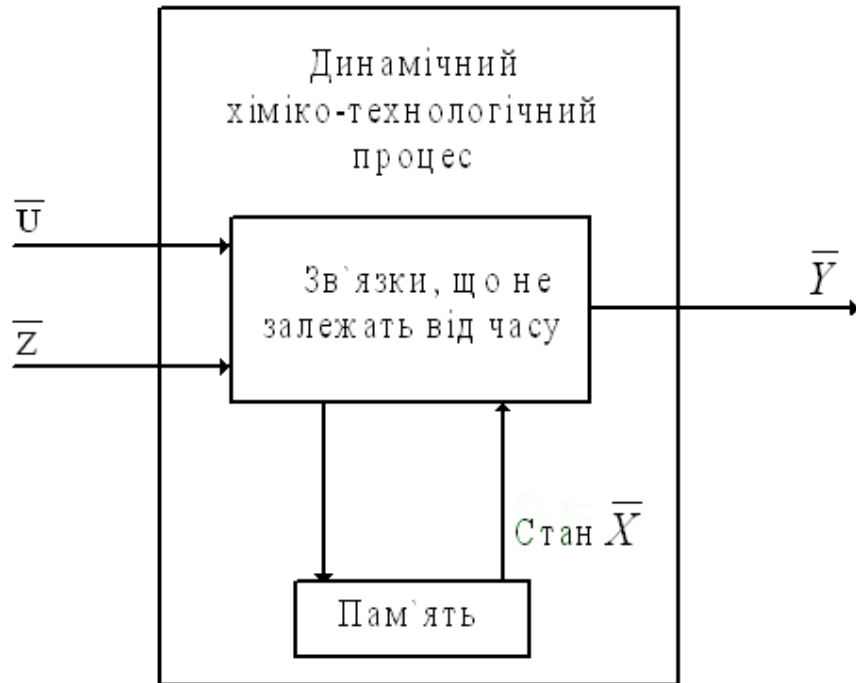 Динамічний
хіміко-технологічний
процес
U
Z
Зв`язки, що не
залежать від часу
Y
Стан X
Пам`ять